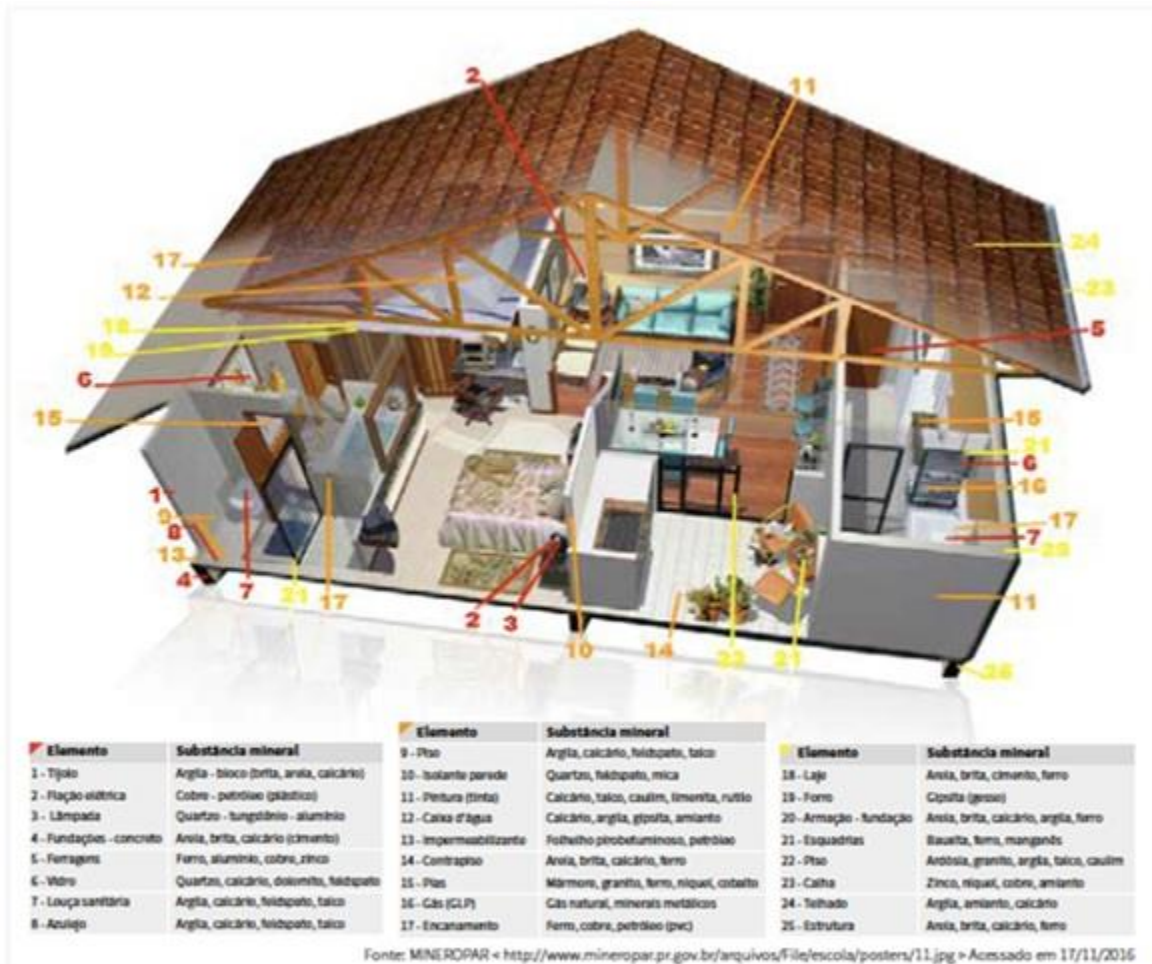 2
11
17
12
18
19
6
15
1
9
8
13
4
7
21
17
2
3
10
14
22
21
24
23
5
15
21
6
16
17
7
25
11
26
Elemento Substância mineral
1 - Tijolo Argila - bloco (brita, areia, calcário)
2 - Fiação elétrica Cobre - petróleo (plástico)
3 - Lâmpada Quartzo - tungstênio - alumínio
4 - Fundações - concreto Areia, brita, calcário (cimento)
5 - Ferragens Ferro, alumínio, cobre, zinco
6 - Vidro Quartzo, calcário, dolomito, feldspato
7 - Louça sanitária Argila, calcário, feldspato, talco
8 - Azulejo Argila, calcário, feldspato, talco
Elemento Substância mineral
9 - Piso Argila, calcário, feldspato, talco
10 - Isolante parede Quartzo, feldspato, mica
11 - Pintura (tinta) Calcário, talco, caulim, limenita, rutilo
12 - Caixa d'água Calcário, argila, gipsita, amianto
13 - Impermeabilizante Folhelho pirobetuminoso, petróleo
14 - Contrapiso Areia, brita, calcário, ferro
15 - Pias Mármore, granito, ferro, níquel, cobalto
16 - Gás (GLP) Gás natural, minerais metálicos
17 - Encanamento Ferro, cobre, petróleo (pvc)
Elemento Substância mineral
18 - Laje Areia, brita, cimento, ferro
19 - Forro Gipsita (gesso)
20 - Armação - fundação Areia, brita, calcário, argila, ferro
21 - Esquadrias Bauxita, ferro, manganês
22 - Piso Ardósia, granito, argila, talco, caulim
23 - Calha Zinco, níquel, cobre, amianto
24 - Telhado Argila, amianto, calcário
25 - Estrutura Areia, brita, calcário, ferro
Fonte: MINEROPAR < http://www.mineropar.pr.gov.br/arquivos/File/escola/posters/11.jpg > Acessado em 17/11/2016